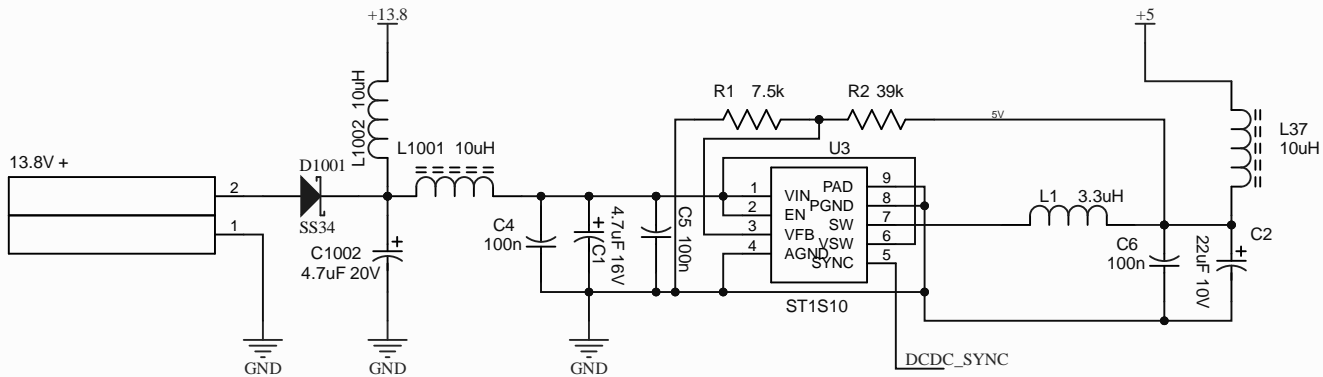 +13.8
+5
L1002 10uH
R1 7.5k
R2 39k
5V
L37
10uH
13.8V +
D1001
L1001 10uH
U3
2
1
SS34
C1002
4.7uF 20V
C4
100n
4.7uF 16V
C1
C5 100n
1
2
3
4
VIN
EN
VFB
AGND
PAD
PGND
SW
VSW
SYNC
9
8
7
6
5
ST1S10
L1 3.3uH
C6
100n
22uF 10V
C2
GND
GND
GND
DCDC_SYNC